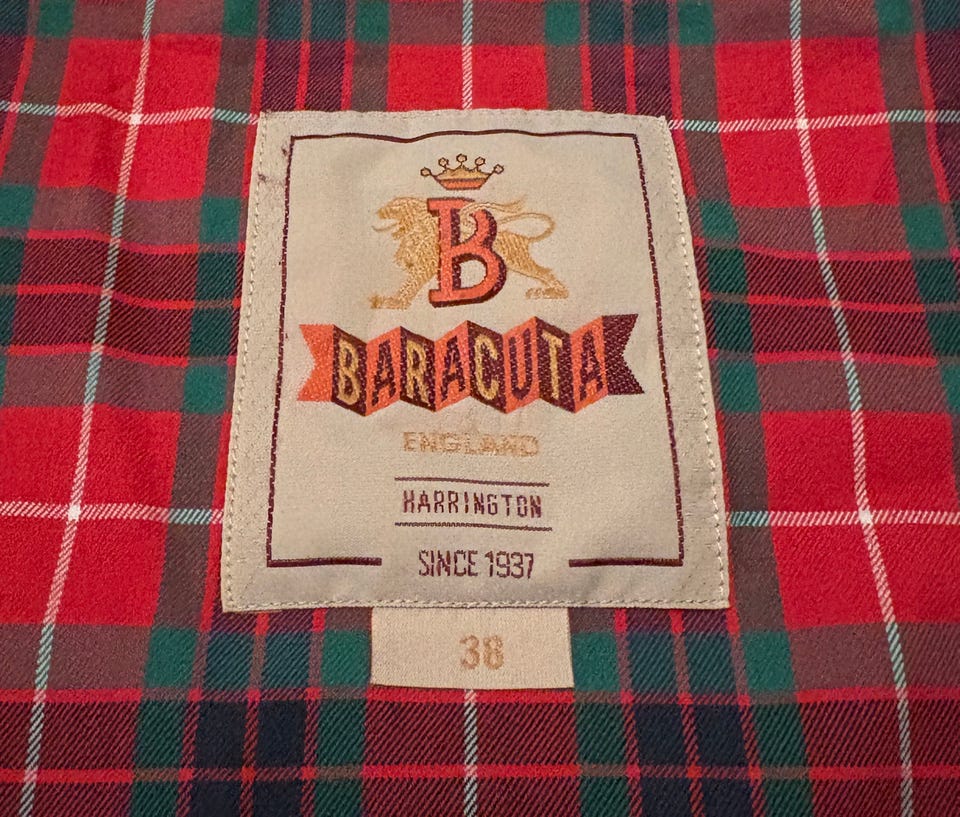 B
BARACUTA
ENGLAND
HARRINGTON
SINCE 1937
38